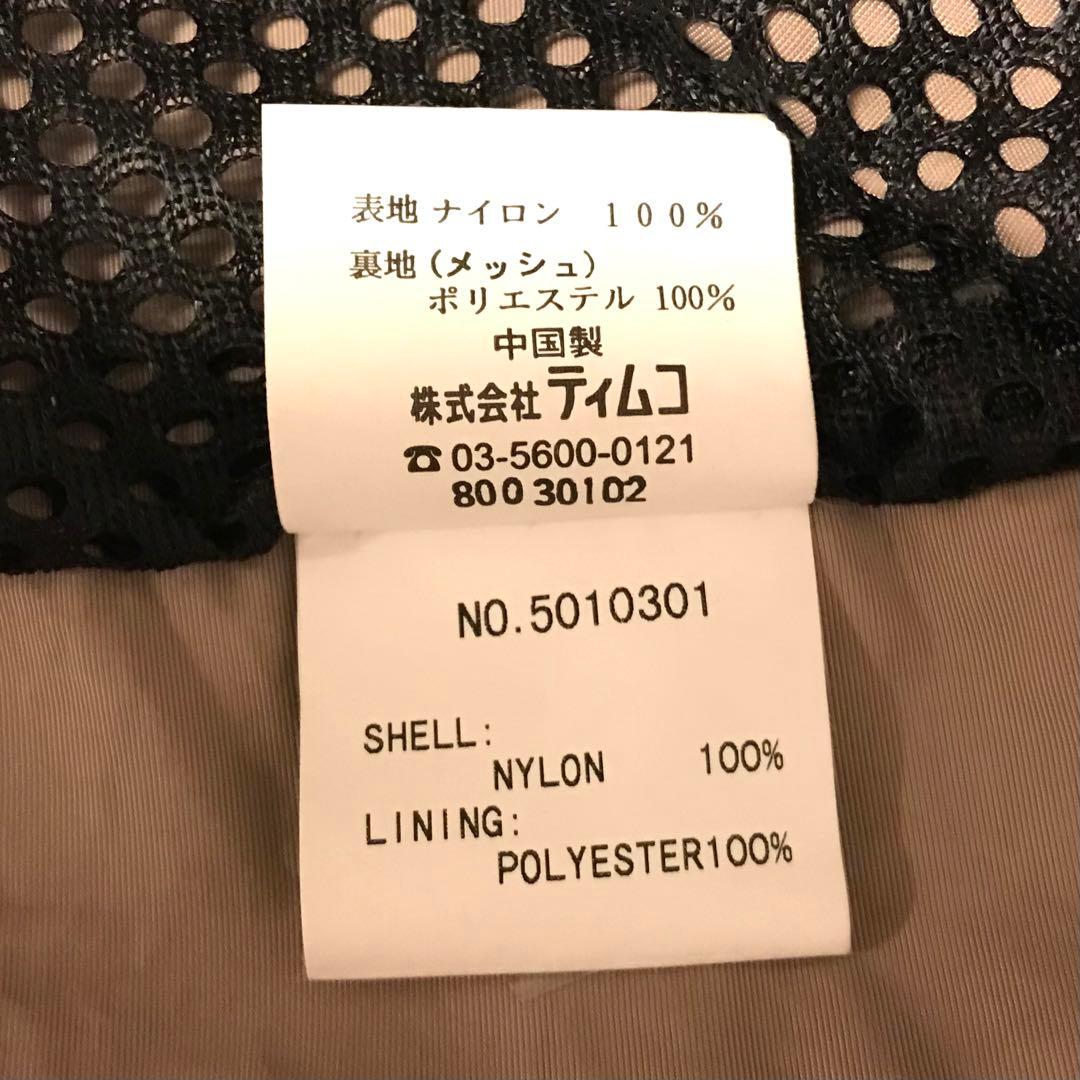 表地 ナイロン 100%
裏地(メッシュ)
ポリエステル 100%
中国製
株式会社ティムコ
☎03-5600-0121
80030102
NO.5010301
SHELL:
NYLON 100%
LINING:
POLYESTER100%